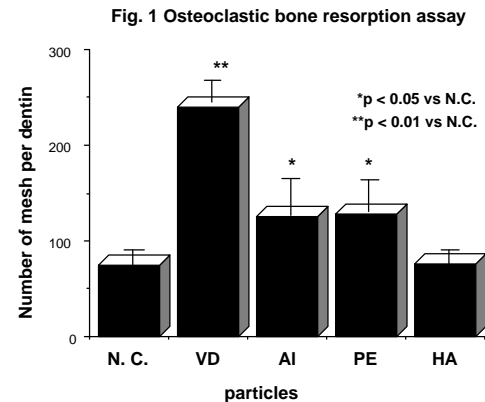 Fig. 1 Osteoclastic bone resorption assay
300
**
*p < 0.05 vs N.C.
**p < 0.01 vs N.C.
200
* *
100
0
Number of mesh per dentin
N. C. VD Al PE HA
particles